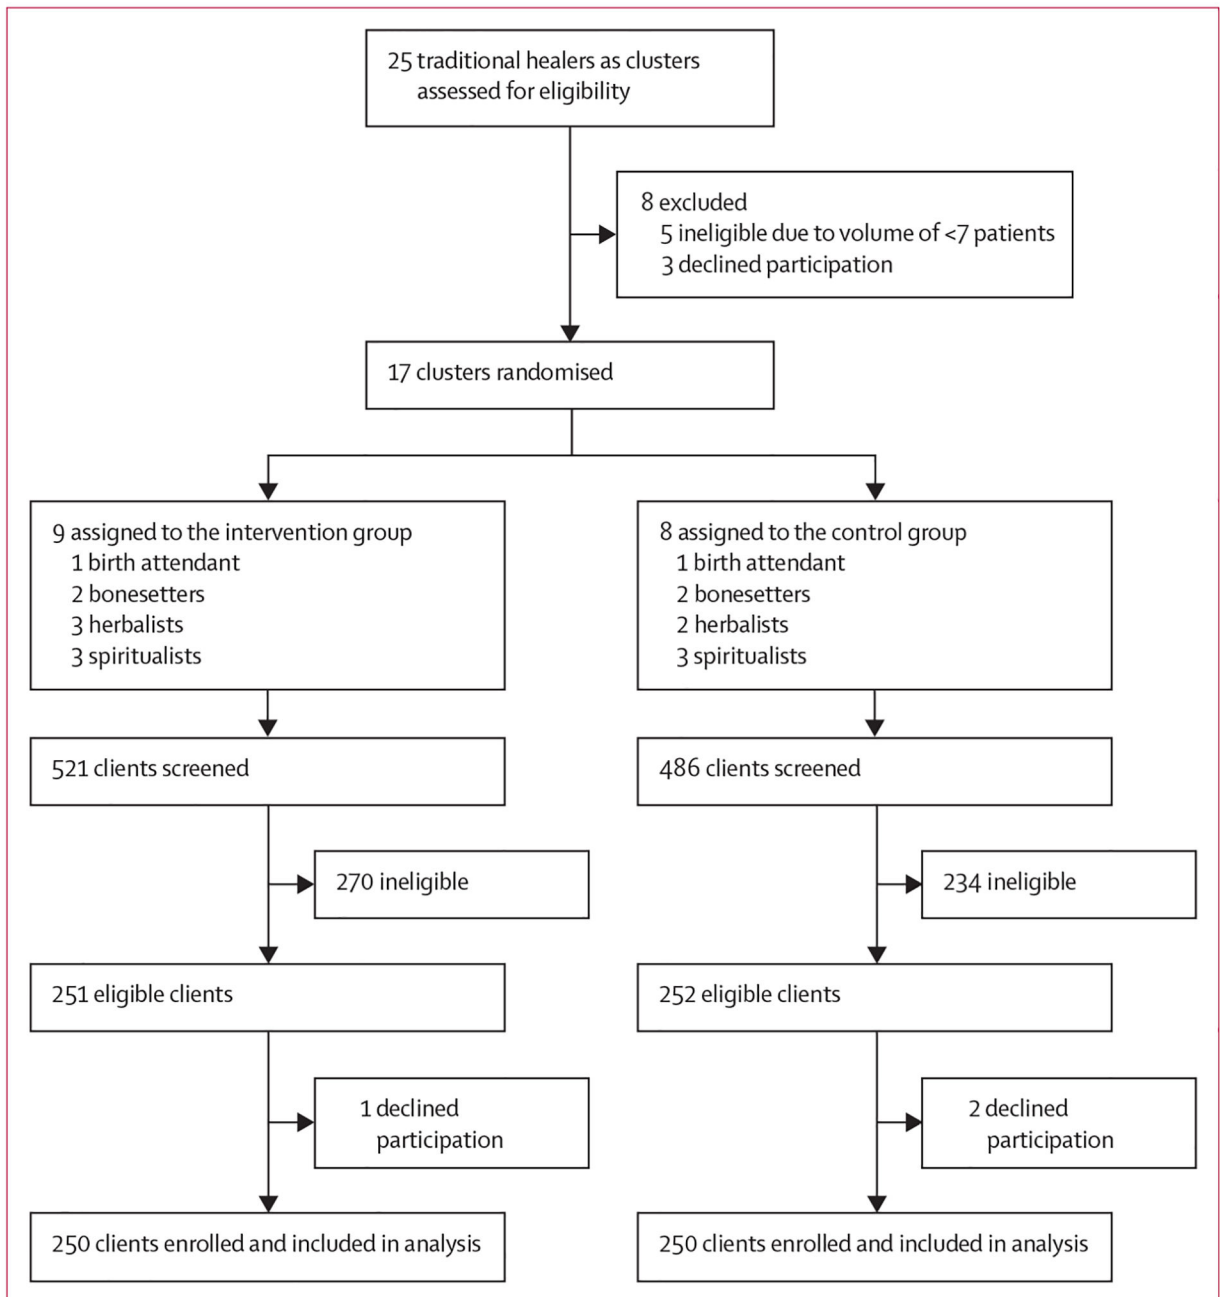 25 traditional healers as clusters
assessed for eligibility
8 excluded
5 ineligible due to volume of <7 patients
3 declined participation
17 clusters randomised
9 assigned to the intervention group
1 birth attendant
2 bonesetters
3 herbalists
3 spiritualists
8 assigned to the control group
1 birth attendant
2 bonesetters
2 herbalists
3 spiritualists
521 clients screened
486 clients screened
270 ineligible
234 ineligible
251 eligible clients
252 eligible clients
1 declined
participation
2 declined
participation
250 clients enrolled and included in analysis
250 clients enrolled and included in analysis